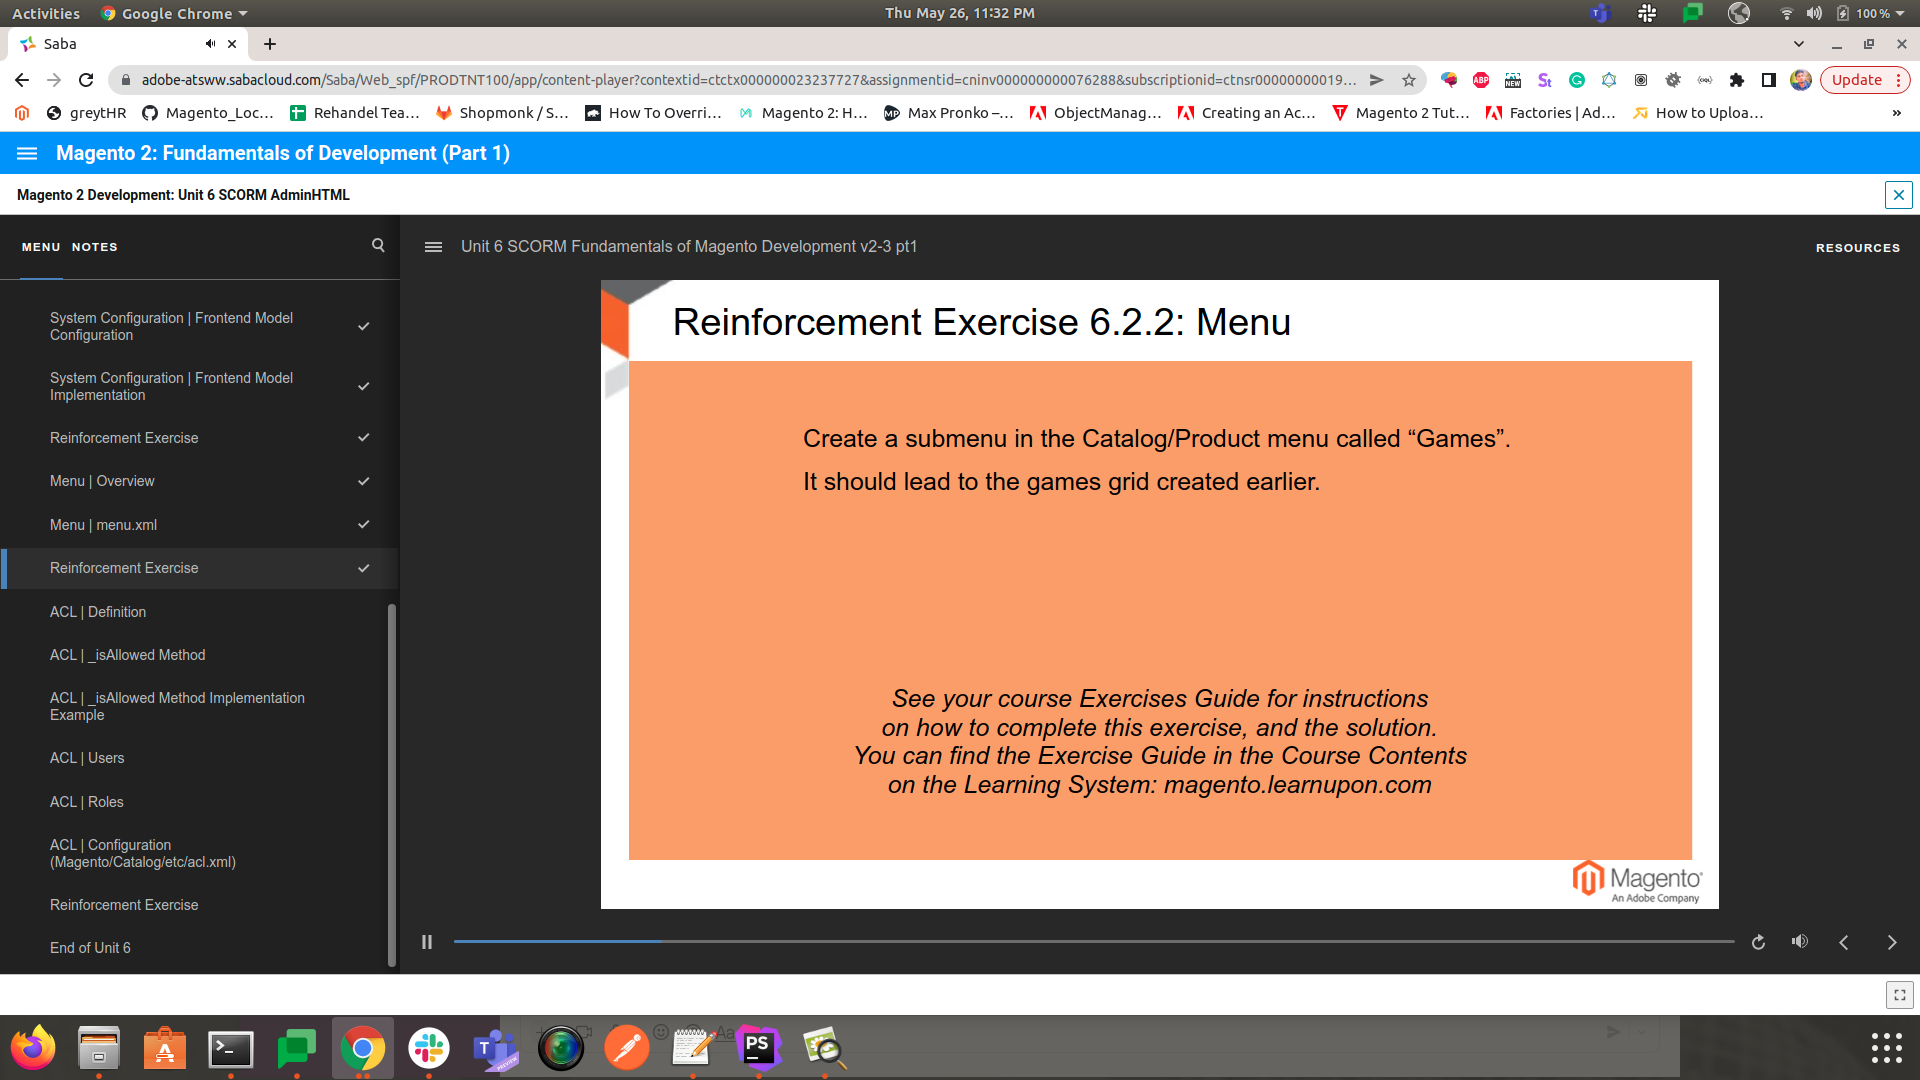 Activities
Google Chrome
Thu May 26, 11:32 PM
100 %
Saba
adobe-atsww.sabacloud.com/Saba/Web_spf/PRODTNT100/app/content-player?contextid=ctctx000000023237727&assignmentid=cninv000000000076288&subscriptionid=ctnsr00000000019...
ABP
NEW
Update
greytHR
Magento_Loc...
Rehandel Tea...
Shopmonk / S...
How To Overri...
Magento 2: H...
Max Pronko –...
ObjectManag...
Creating an Ac...
Magento 2 Tut...
Factories | Ad...
How to Uploa...
»
Magento 2: Fundamentals of Development (Part 1)
Magento 2 Development: Unit 6 SCORM AdminHTML
MENU
NOTES
Unit 6 SCORM Fundamentals of Magento Development v2-3 pt1
RESOURCES
System Configuration | Frontend Model
Configuration
System Configuration | Frontend Model
Implementation
Reinforcement Exercise
Menu | Overview
Menu | menu.xml
Reinforcement Exercise
ACL | Definition
ACL | _isAllowed Method
ACL | _isAllowed Method Implementation
Example
ACL | Users
ACL | Roles
ACL | Configuration
(Magento/Catalog/etc/acl.xml)
Reinforcement Exercise
End of Unit 6
Reinforcement Exercise 6.2.2: Menu
Create a submenu in the Catalog/Product menu called “Games”.
It should lead to the games grid created earlier.
See your course Exercises Guide for instructions
on how to complete this exercise, and the solution.
You can find the Exercise Guide in the Course Contents
on the Learning System: magento.learnupon.com
Magento
An Adobe Company
PS